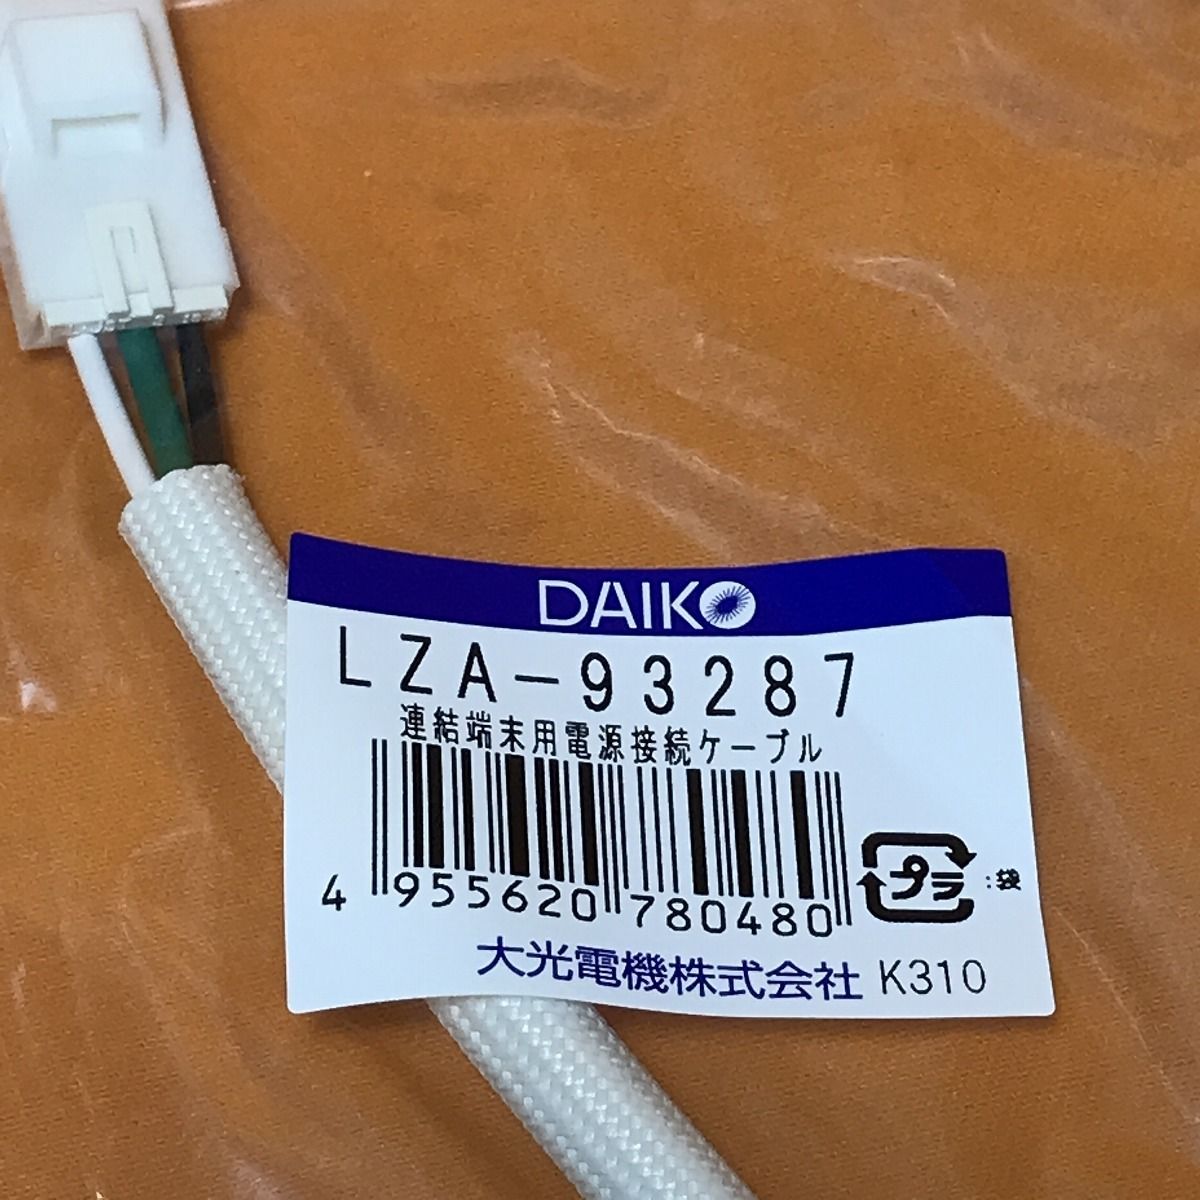 DAIKO
LZA-93287
連結端末用電源接続ケーブル
4 955620 780480
プラ :袋
大光電機株式会社 K310